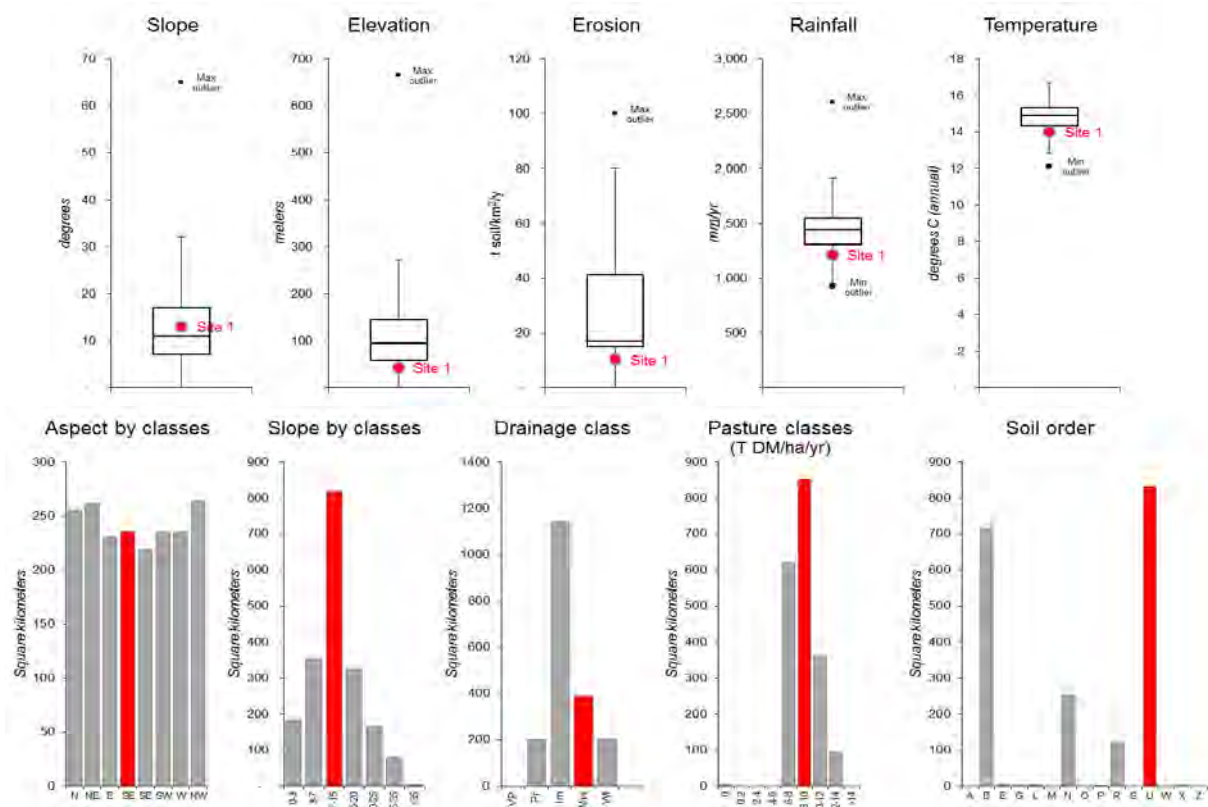 Slope
Elevation
Erosion
Rainfall
Temperature
degrees
70
60
50
40
30
20
10
Max
outlier
Site 1
meters
700
600
500
400
300
200
100
Max
outlier
Site 1
t soil/km²/y
120
100
80
60
40
20
Max
outlier
Site 1
mm/yr
3,000
2,500
2,000
1,500
1,000
500
Max
outlier
Site 1
Min
outlier
degrees C (annual)
18
16
14
12
10
8
6
4
2
Site 1
Min
outlier
Aspect by classes
Slope by classes
Drainage class
Pasture classes
(T DM/ha/yr)
Soil order
Square kilometers
300
250
200
150
100
50
0
N NE E SE SW W NW
Square kilometers
900
800
700
600
500
400
300
200
100
Square kilometers
1400
1200
1000
800
600
400
200
0
VP
Square kilometers
900
800
700
600
500
400
300
200
100
0
Square kilometers
900
800
700
600
500
400
300
200
100
0
A B E G L M N O P R S U W X Z